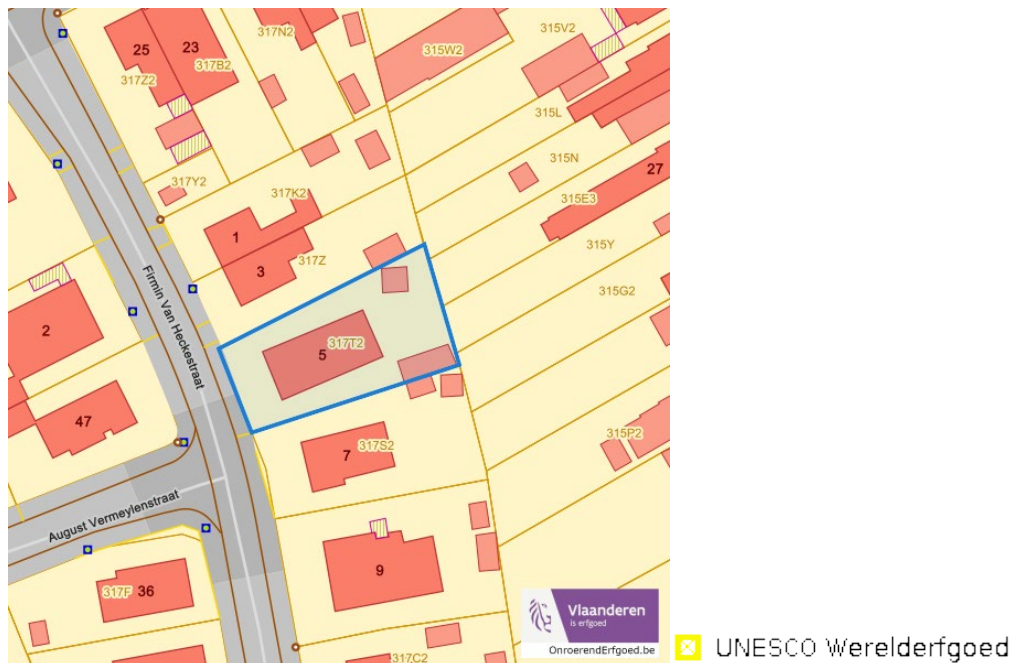 25
23
317N2
315W2
315V2
317Z2
317B2
315L
315N
27
317Y2
317K2
315E3
1
3
317Z
315Y
315G2
Firmin Van Heckestraat
2
5
317T2
47
7
317S2
315P2
August Vermeylenstraat
9
317F
36
317C2
Vlaanderen
is erfgoed
OnroerendErfgoed.be
UNESCO Werelderfgoed